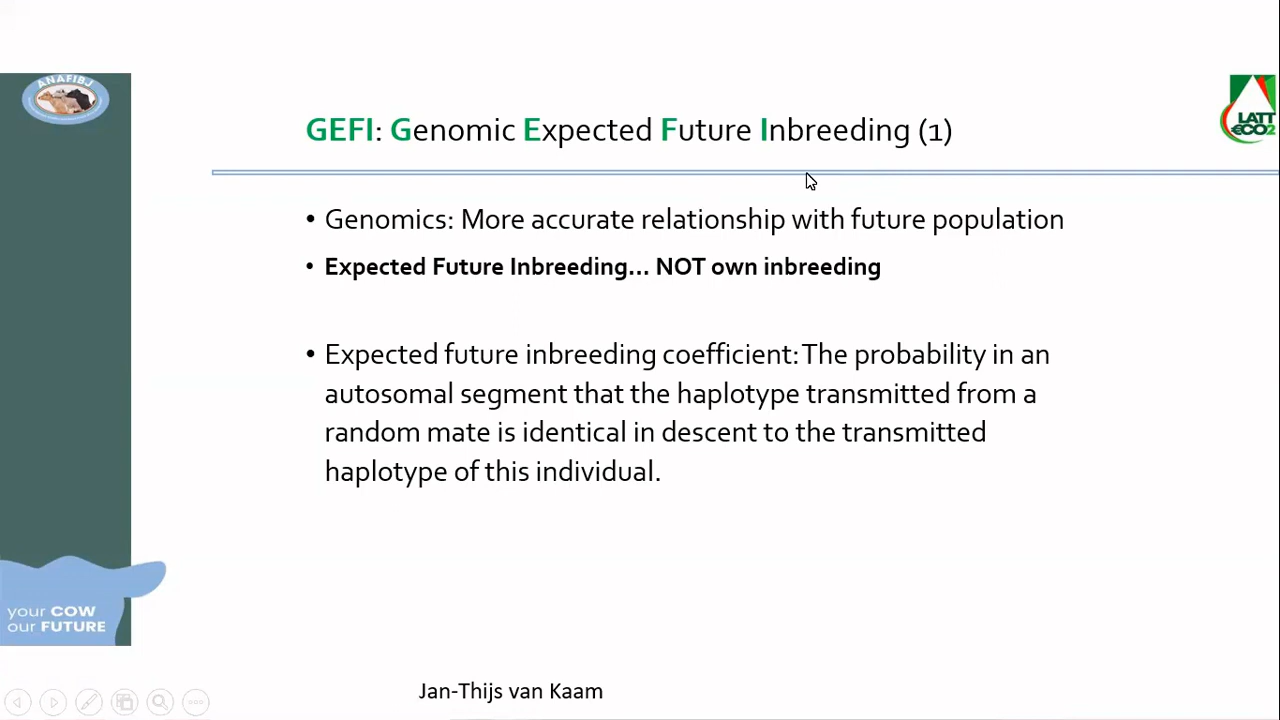 ANAFIBJ
LATT
€CO2
GEFI: Genomic Expected Future Inbreeding (1)
• Genomics: More accurate relationship with future population
• Expected Future Inbreeding... NOT own inbreeding
• Expected future inbreeding coefficient: The probability in an
autosomal segment that the haplotype transmitted from a
random mate is identical in descent to the transmitted
haplotype of this individual.
your COW
our FUTURE
Jan-Thijs van Kaam